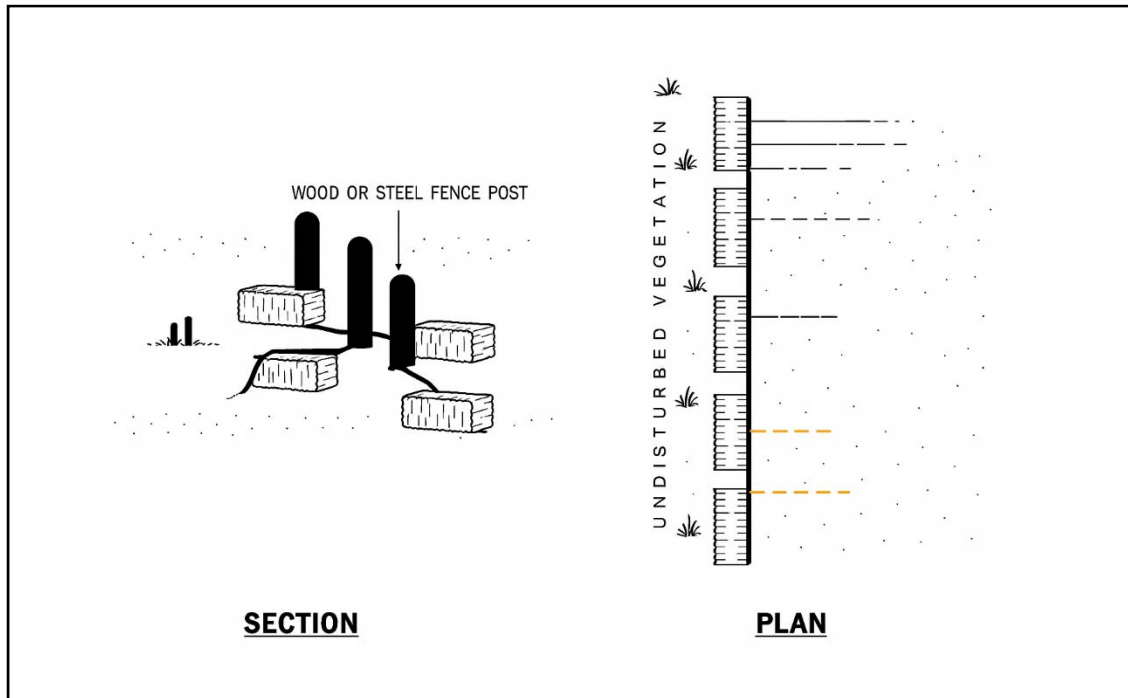 WOOD OR STEEL FENCE POST
UNDISTURBED VEGETATION
SECTION
PLAN